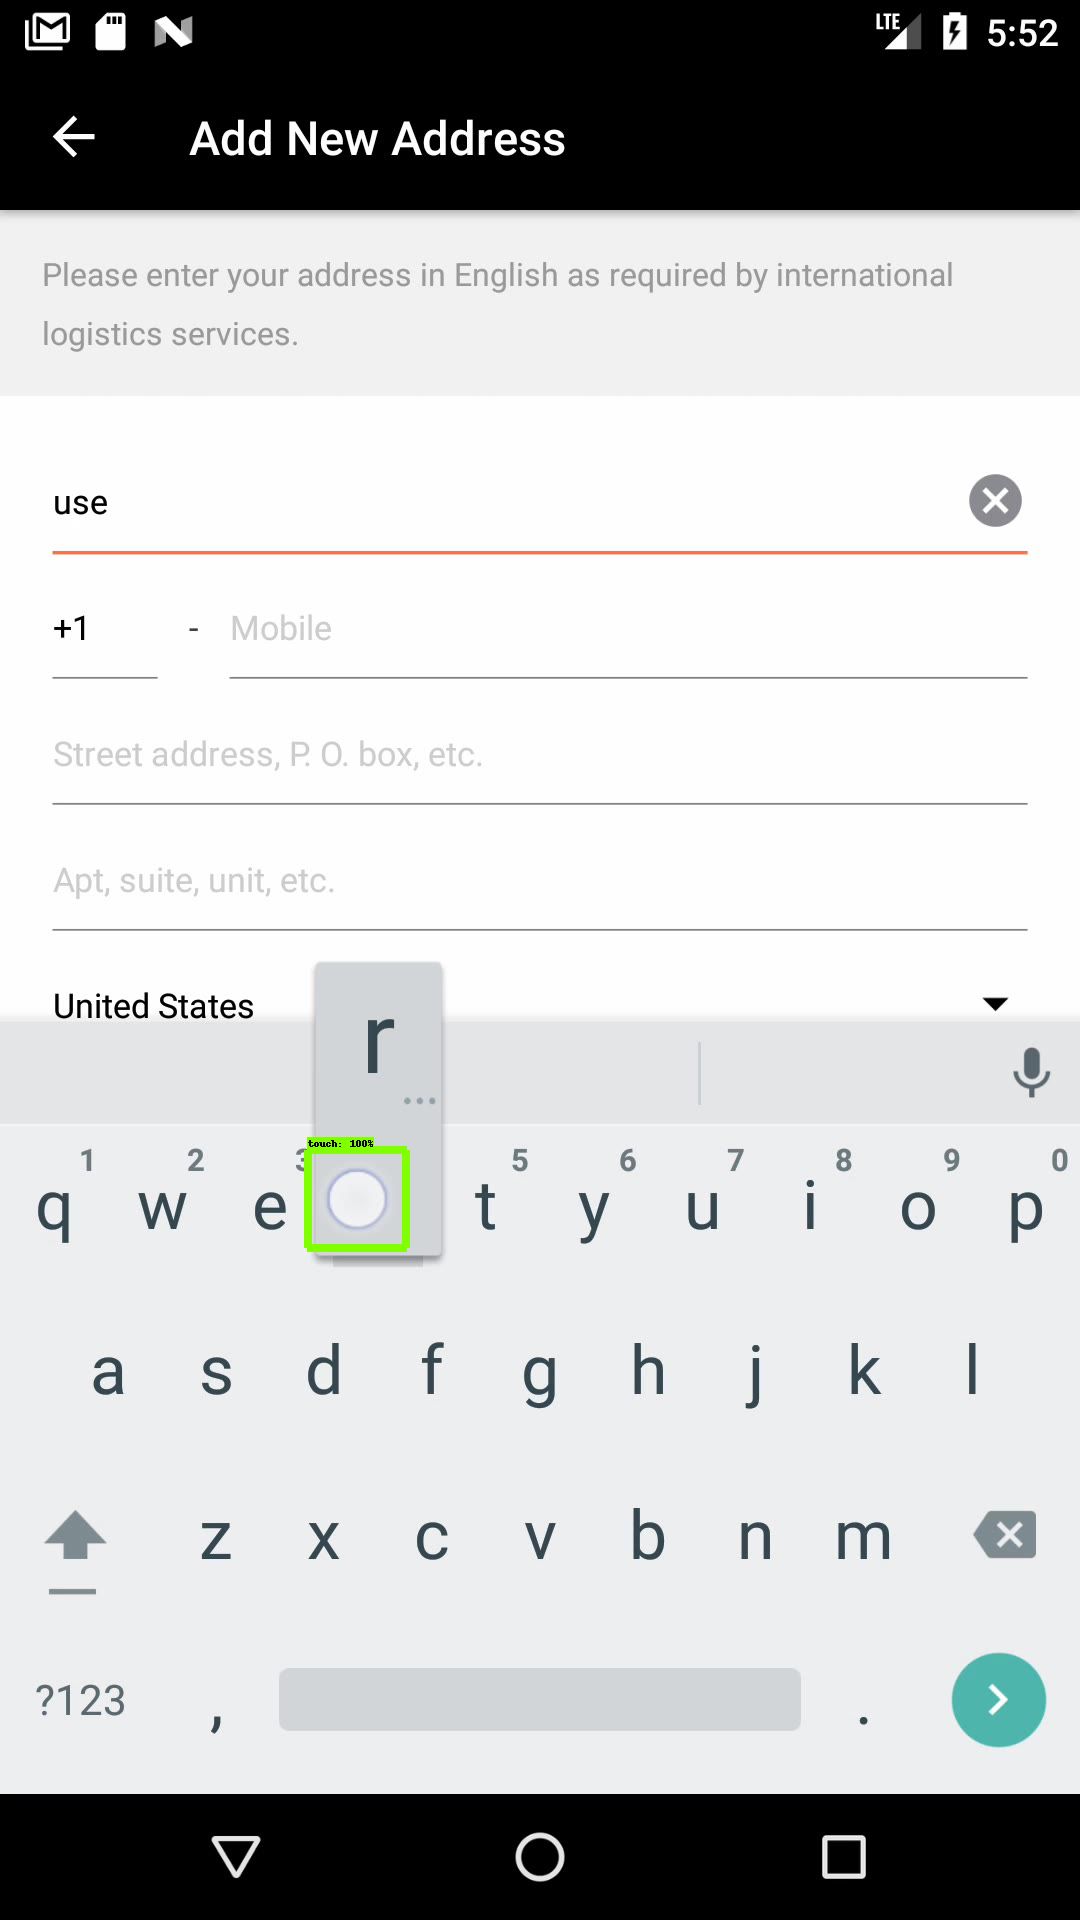 LTE 5:52
Add New Address
Please enter your address in English as required by international
logistics services.
use
+1 - Mobile
Street address, P. O. box, etc.
Apt, suite, unit, etc.
United States
r
...
touch: 100%
1 2 3 5 6 7 8 9 0
q w e t y u i o p
a s d f g h j k l
z x c v b n m
?123 , .